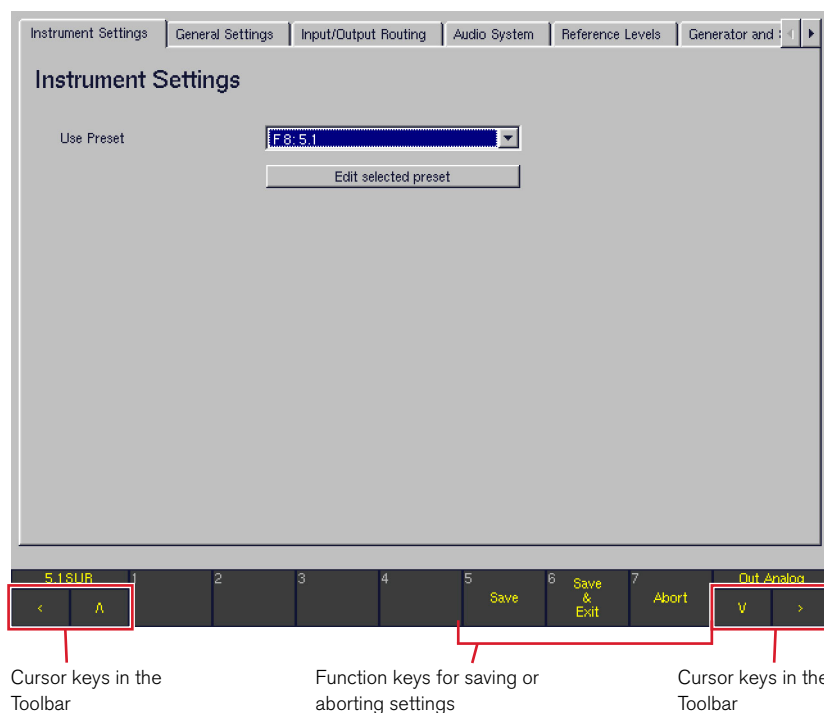 Instrument Settings General Settings Input/Output Routing Audio System Reference Levels Generator and
Instrument Settings
Use Preset F 8: 5.1
Edit selected preset
5.1SUB 1 2 3 4 5 6 7 Out Analog
< Λ Save Save & Exit Abort V >
Cursor keys in the
Toolbar
Function keys for saving or
aborting settings
Cursor keys in the
Toolbar